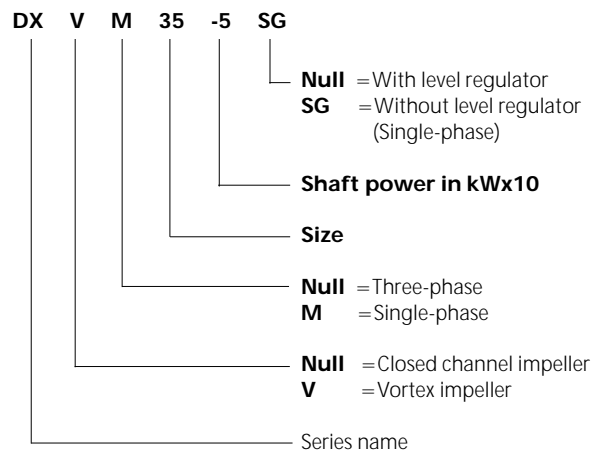 DX V M 35 -5 SG
Null =With level regulator
SG =Without level regulator
(Single-phase)
Shaft power in kWx10
Size
Null =Three-phase
M =Single-phase
Null =Closed channel impeller
V =Vortex impeller
Series name